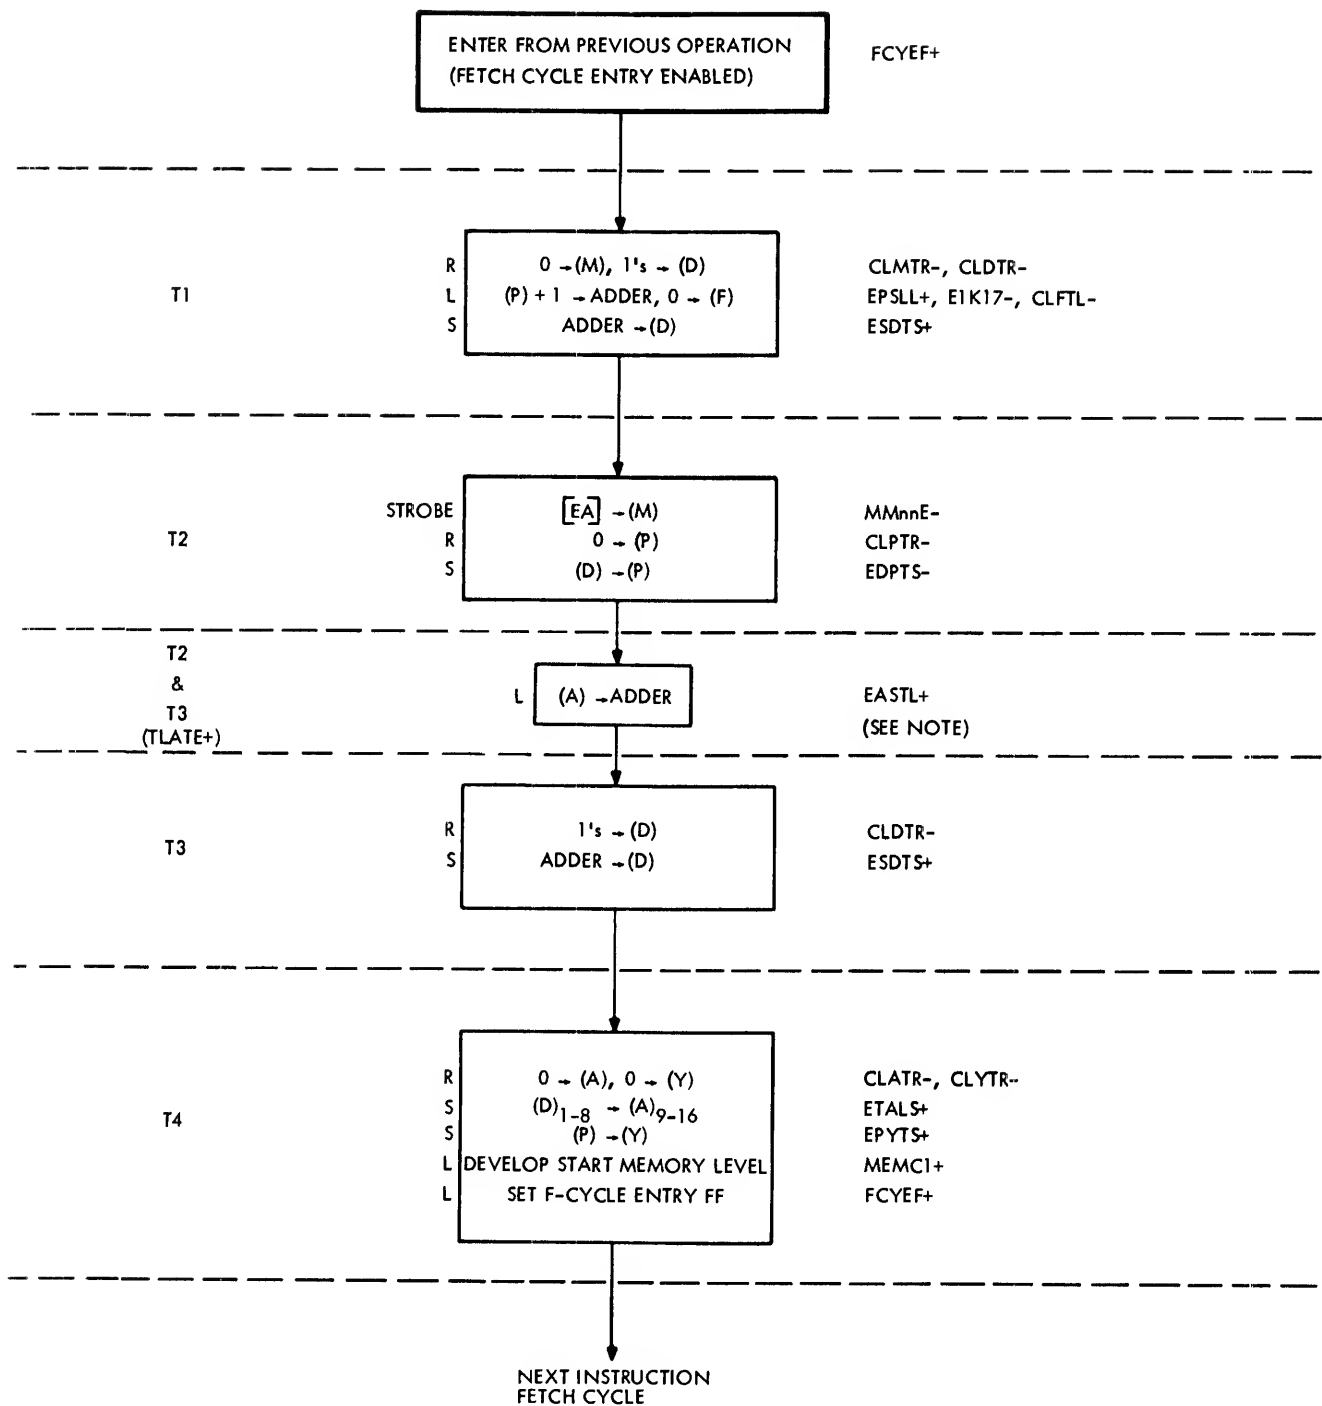 ENTER FROM PREVIOUS OPERATION
(FETCH CYCLE ENTRY ENABLED)
FCYEF+
T1
R 0 → (M), 1's → (D) CLMTR-, CLDTR-
L (P) + 1 → ADDER, 0 → (F) EPSLL+, E1K17-, CLFTL-
S ADDER → (D) ESDTS+
T2
STROBE [EA] → (M) MMnnE-
R 0 → (P) CLPTR-
S (D) → (P) EDPTS-
T2
&
T3
(TLATE+)
L (A) → ADDER EASTL+
(SEE NOTE)
T3
R 1's → (D) CLDTR-
S ADDER → (D) ESDTS+
T4
R 0 → (A), 0 → (Y) CLATR-, CLYTR-
S (D)1-8 → (A)9-16 ETALS+
S (P) → (Y) EPYTS+
L DEVELOP START MEMORY LEVEL MEMC1+
L SET F-CYCLE ENTRY FF FCYEF+
NEXT INSTRUCTION
FETCH CYCLE